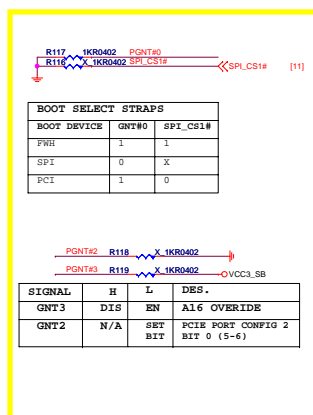 R117 1KR0402 PGNT#0
R116 X_1KR0402 SPI_CS1#
SPI_CS1# [11]
BOOT SELECT STRAPS
BOOT DEVICE GNT#0 SPI_CS1#
FWH 1 1
SPI 0 X
PCI 1 0
PGNT#2 R118 X_1KR0402
PGNT#3 R119 X_1KR0402
VCC3_SB
SIGNAL H L DES.
GNT3 DIS EN A16 OVERIDE
GNT2 N/A SET PCIE PORT CONFIG 2
BIT BIT 0 (5-6)